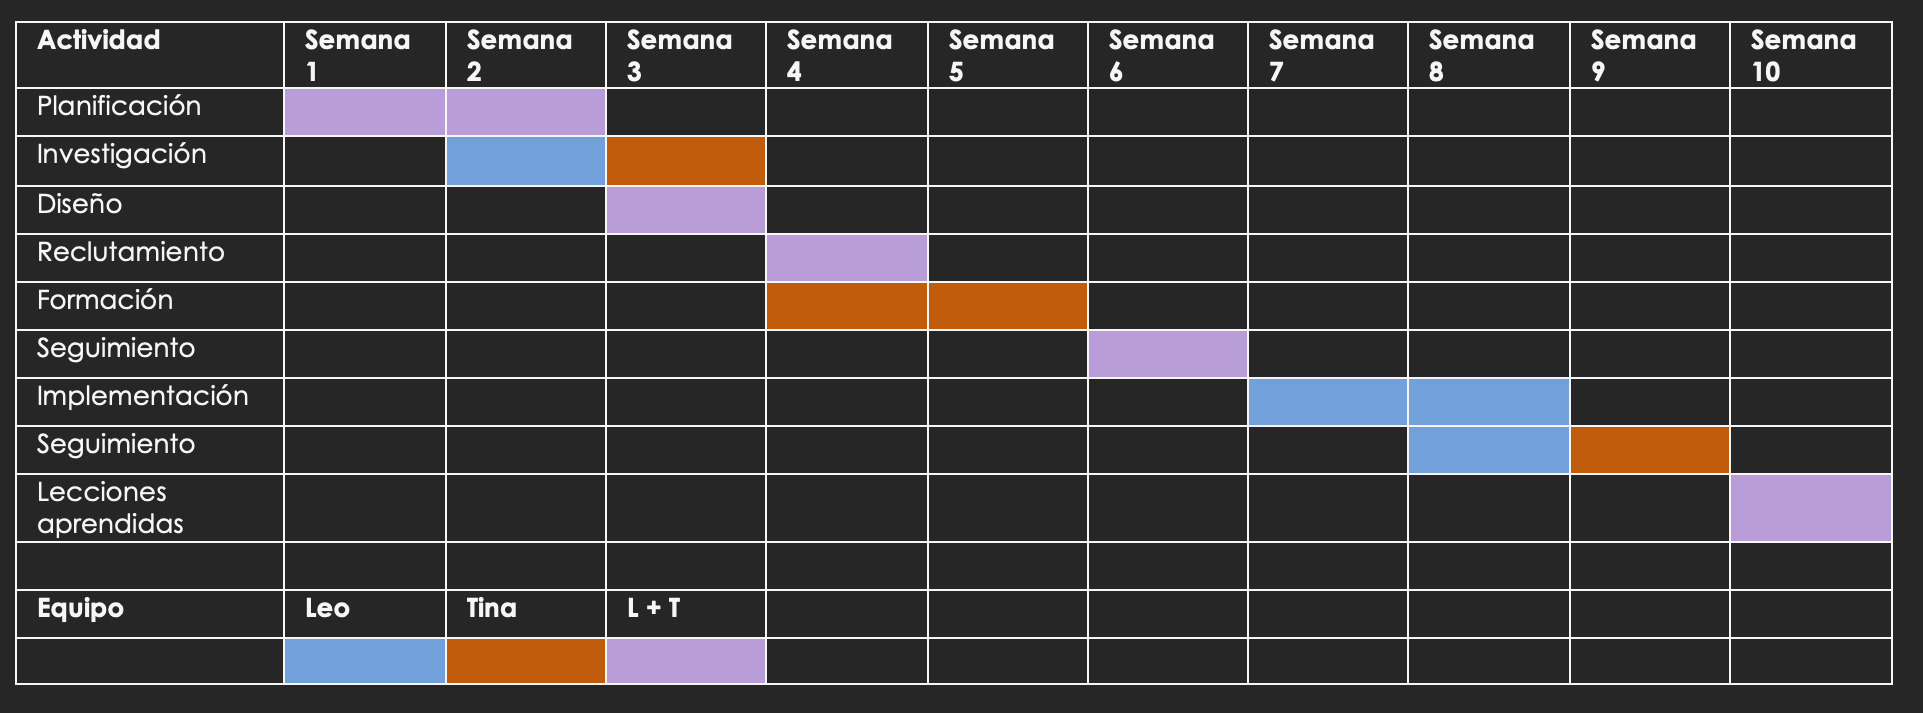 Actividad Semana 1 Semana 2 Semana 3 Semana 4 Semana 5 Semana 6 Semana 7 Semana 8 Semana 9 Semana 10
Planificación
Investigación
Diseño
Reclutamiento
Formación
Seguimiento
Implementación
Seguimiento
Lecciones
aprendidas
Equipo Leo Tina L + T